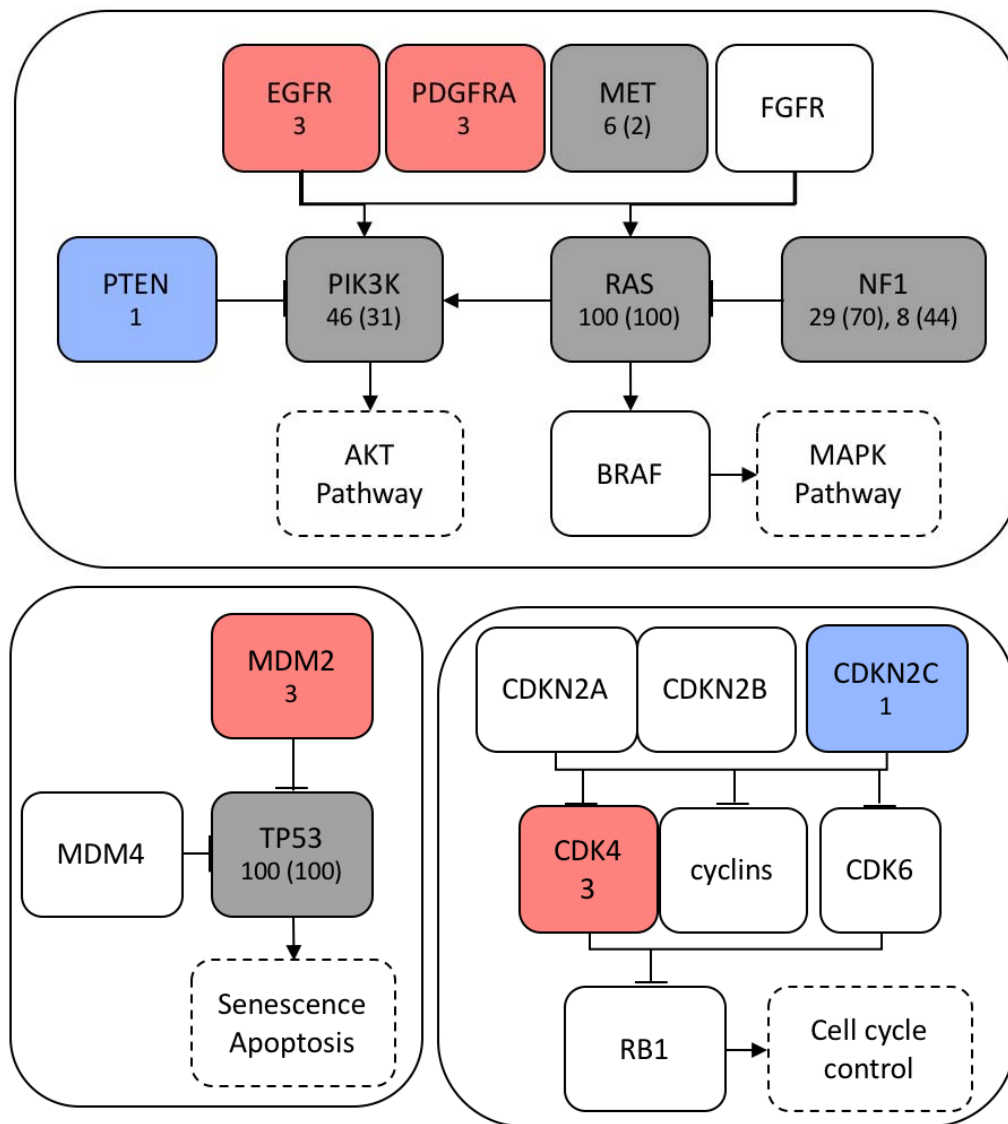 EGFR
3
PDGFRA
3
MET
6 (2)
FGFR
PTEN
1
PIK3K
46 (31)
RAS
100 (100)
NF1
29 (70), 8 (44)
AKT
Pathway
BRAF
MAPK
Pathway
MDM2
3
MDM4
TP53
100 (100)
Senescence
Apoptosis
CDKN2A
CDKN2B
CDKN2C
1
CDK4
3
cyclins
CDK6
RB1
Cell cycle
control